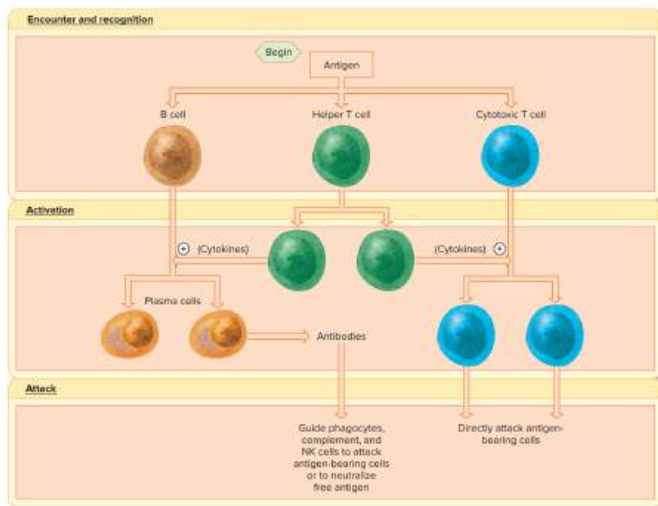 Encounter and recognition
Begin
Antigen
B cell
Helper T cell
Cytotoxic T cell
Activation
+ (Cytokines)
(Cytokines) +
Plasma cells
Antibodies
Attack
Guide phagocytes,
complement, and
NK cells to attack
antigen-bearing cells
or to neutralize
free antigen
Directly attack antigen-
bearing cells